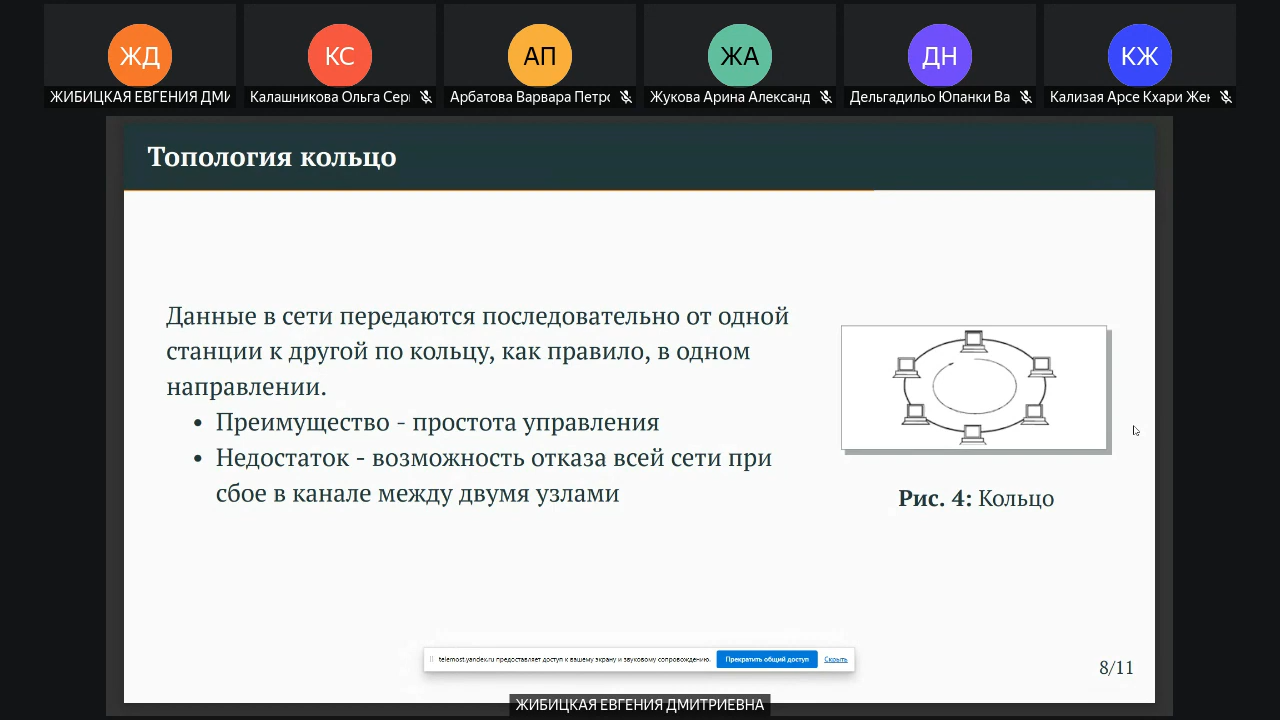 ЖД
КС
АП
ЖА
ДН
КЖ
ЖИБИЦКАЯ ЕВГЕНИЯ ДМИ
Калашникова Ольга Сер
Арбатова Варвара Петро
Жукова Арина Александ
Дельгадильо Юпанки Ва
Кализая Арсе Кхари Жен
Топология кольцо
Данные в сети передаются последовательно от одной
станции к другой по кольцу, как правило, в одном
направлении.
• Преимущество - простота управления
• Недостаток - возможность отказа всей сети при
сбое в канале между двумя узлами
Рис. 4: Кольцо
telemost.yandex.ru предоставляет доступ к вашему экрану и звуковому сопровождению.
Прекратить общий доступ
Скрыть
8/11
ЖИБИЦКАЯ ЕВГЕНИЯ ДМИТРИЕВНА